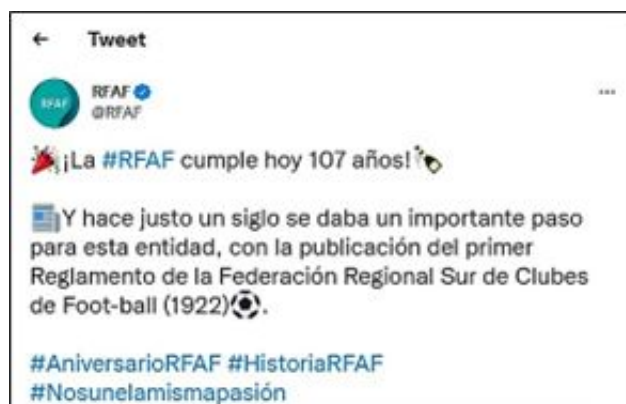 ← Tweet
RFAF
RFAF
@RFAF
...
🎉¡La #RFAF cumple hoy 107 años!🍾
📰Y hace justo un siglo se daba un importante paso
para esta entidad, con la publicación del primer
Reglamento de la Federación Regional Sur de Clubes
de Foot-ball (1922)⚽.
#AniversarioRFAF #HistoriaRFAF
#Nosunelamismapasión